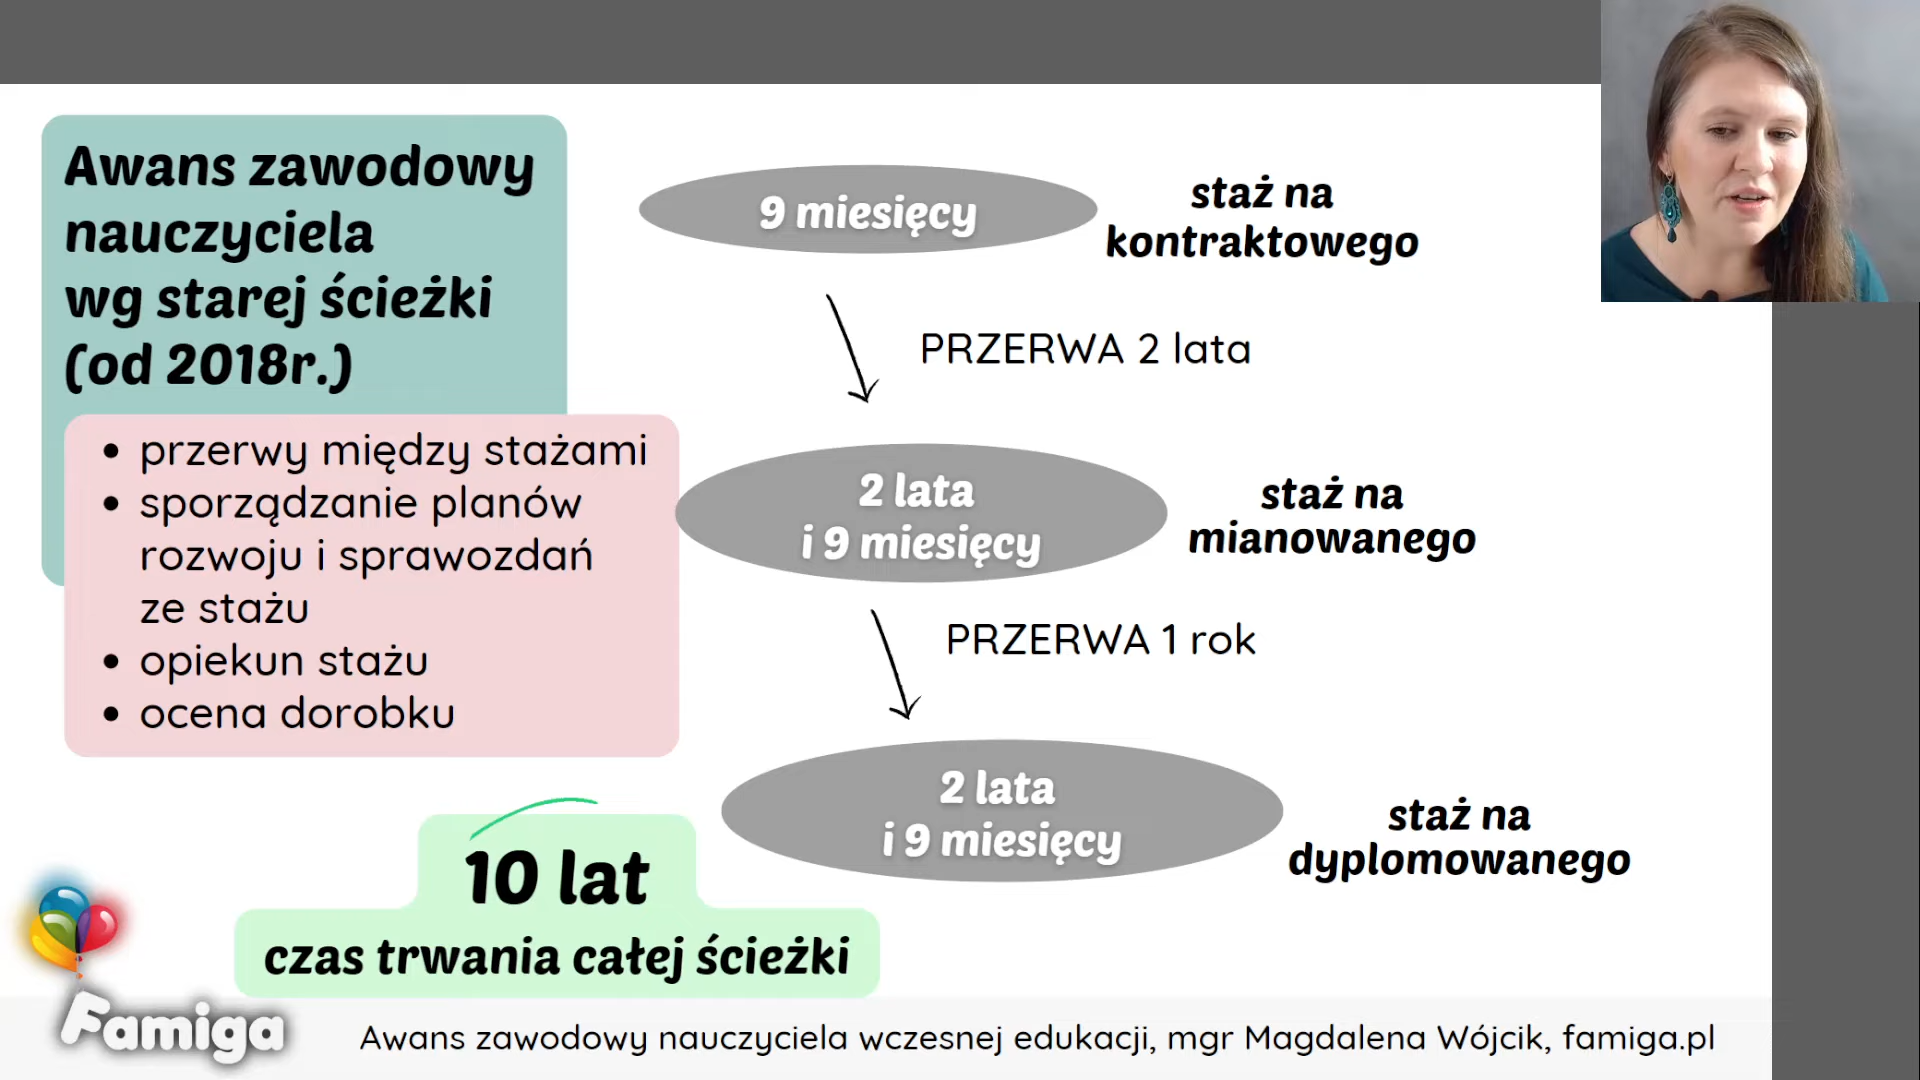 Awans zawodowy
nauczyciela
wg starej ścieżki
(od 2018r.)
• przerwy między stażami
• sporządzanie planów
rozwoju i sprawozdań
ze stażu
• opiekun stażu
• ocena dorobku
9 miesięcy
staż na
kontraktowego
PRZERWA 2 lata
2 lata
i 9 miesięcy
staż na
mianowanego
PRZERWA 1 rok
2 lata
i 9 miesięcy
staż na
dyplomowanego
10 lat
czas trwania całej ścieżki
Famiga
Awans zawodowy nauczyciela wczesnej edukacji, mgr Magdalena Wójcik, famiga.pl